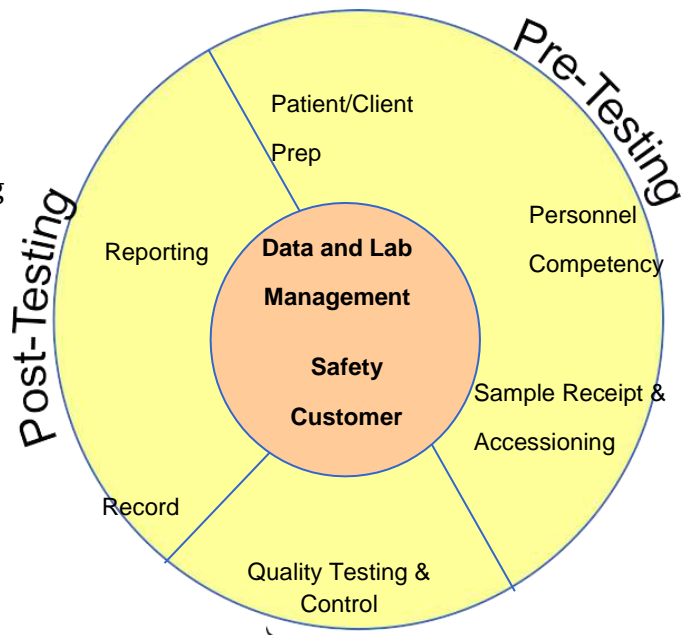 Pre-Testing
Patient/Client
Prep
Personnel
Competency
Sample Receipt &
Accessioning
Data and Lab
Management
Safety
Customer
Quality Testing &
Control
Post-Testing
Reporting
Record
g